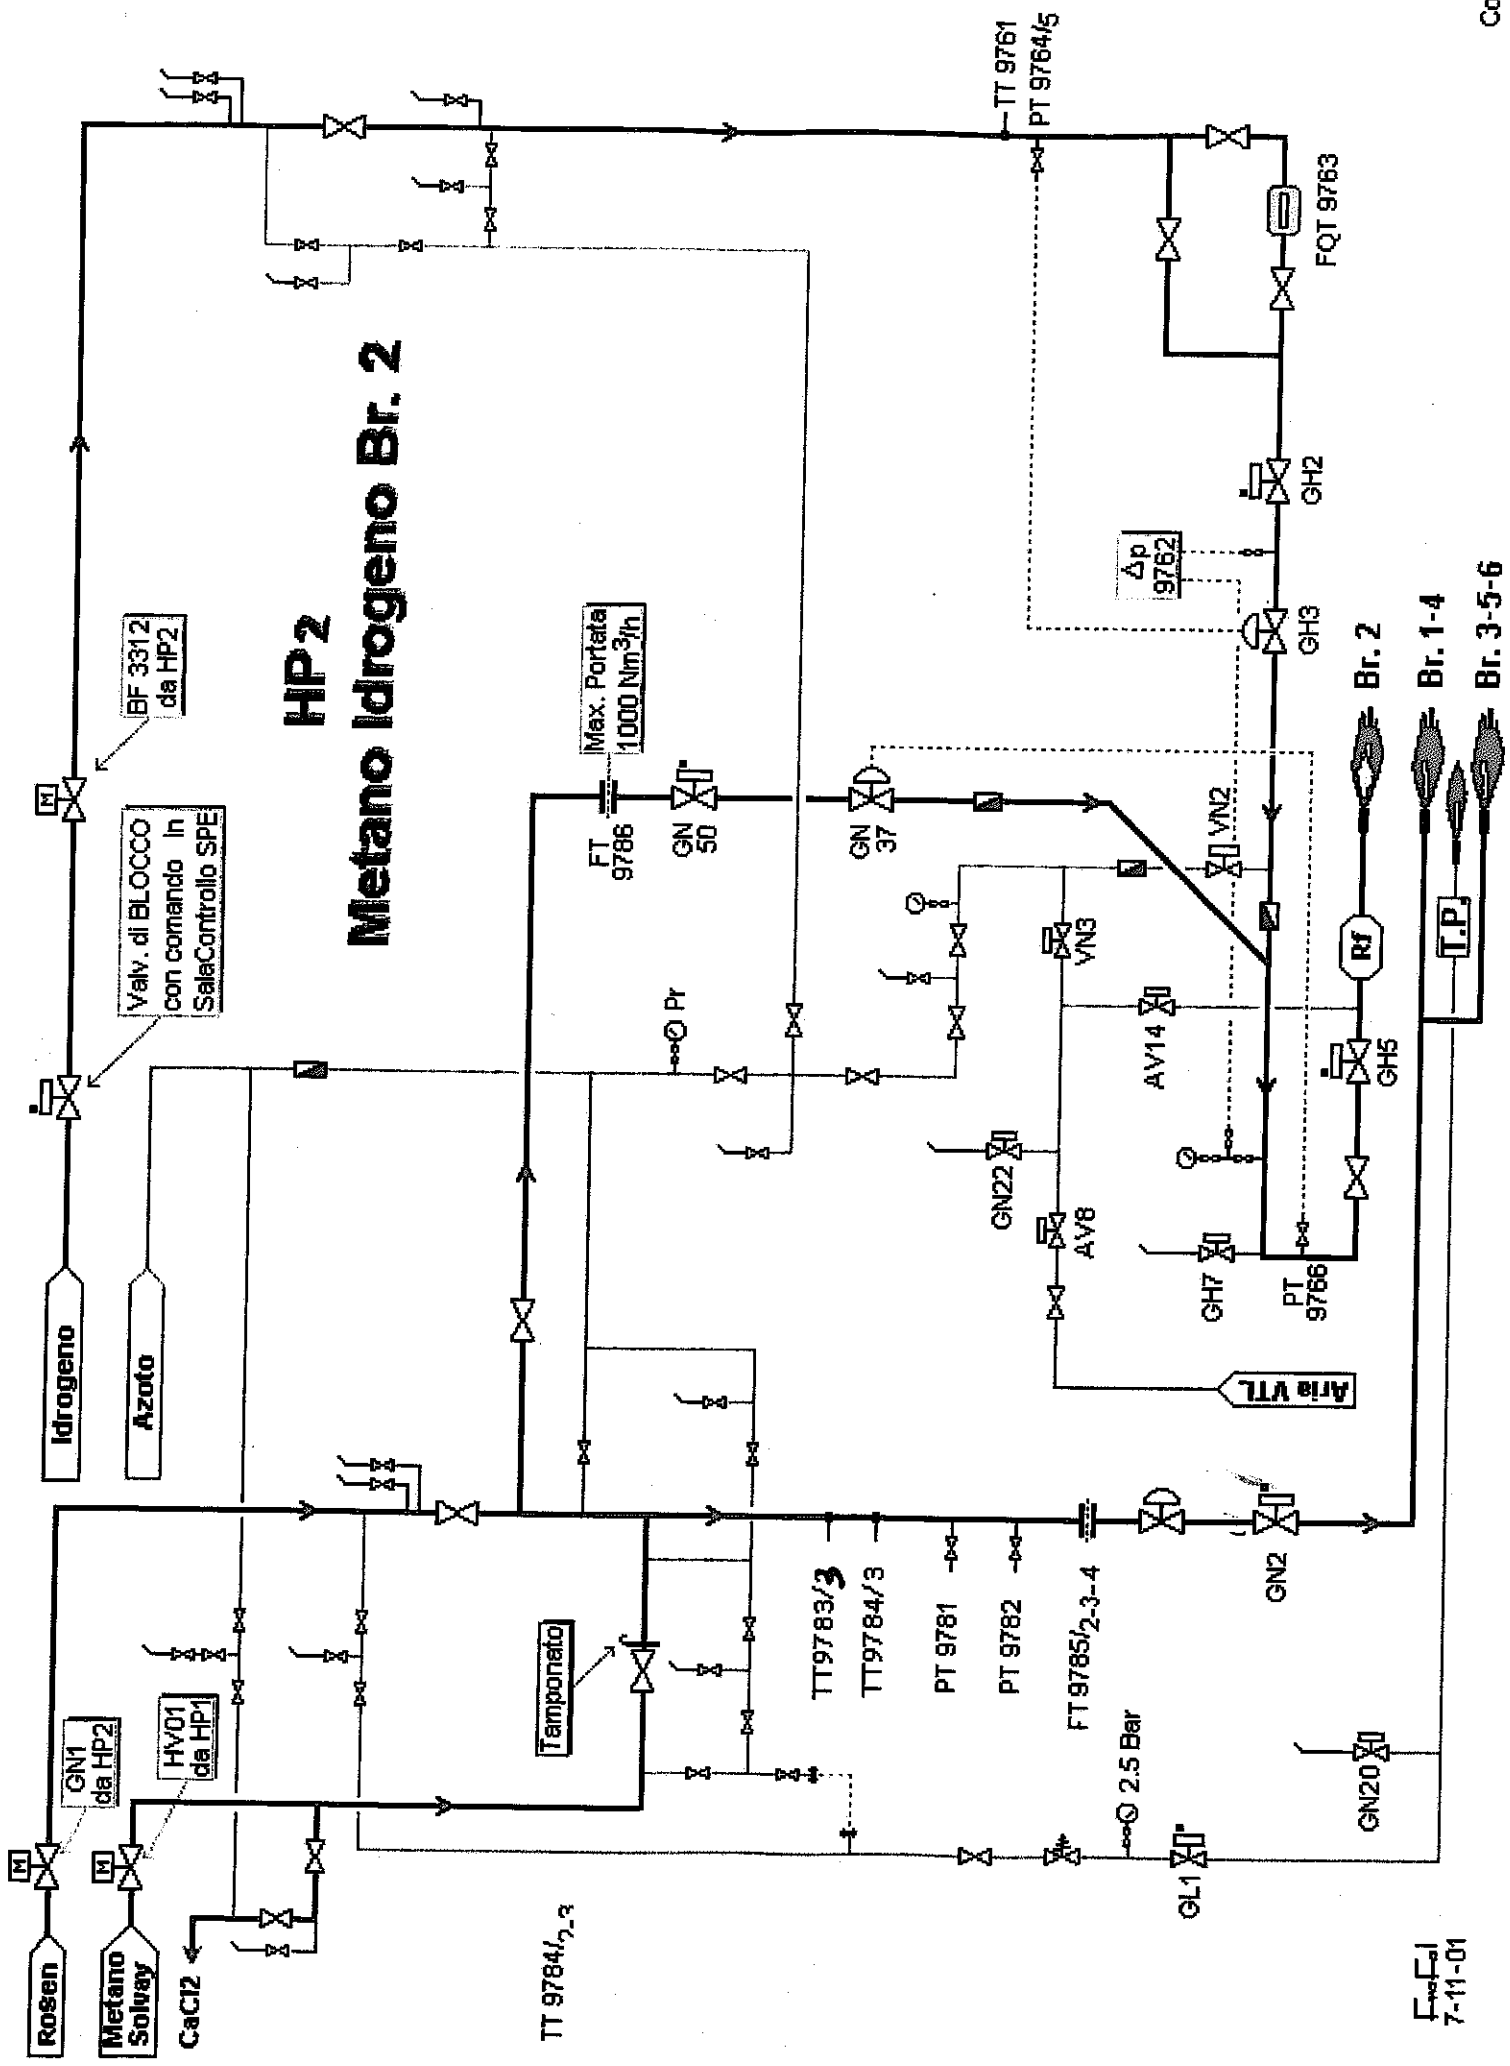 HP2
Metano Idrogeno Br. 2
Rosen
Metano
Solvay
CaCl2
Idrogeno
Azoto
GN1
da HP2
HV01
da HP1
Valv. di BLOCCO
con comando In
SalaControllo SPE
BF 3312
da HP2
M
M
M
Tamponato
TT 9784/2-3
TT9783/3
TT9784/3
PT 9781
PT 9782
FT 9785/2-3-4
2.5 Bar
GL1
GN20
GN2
Pr
FT
9786
Max. Portata
1000 Nm3/h
GN
50
GN
37
VN2
VN3
AV14
GN22
AV8
Aria VTL
GH7
PT
9766
GH5
Rf
T.P.
Br. 2
Br. 1-4
Br. 3-5-6
GH3
Δp
9762
GH2
FQT 9763
TT 9761
PT 9764/5
7-11-01
Co